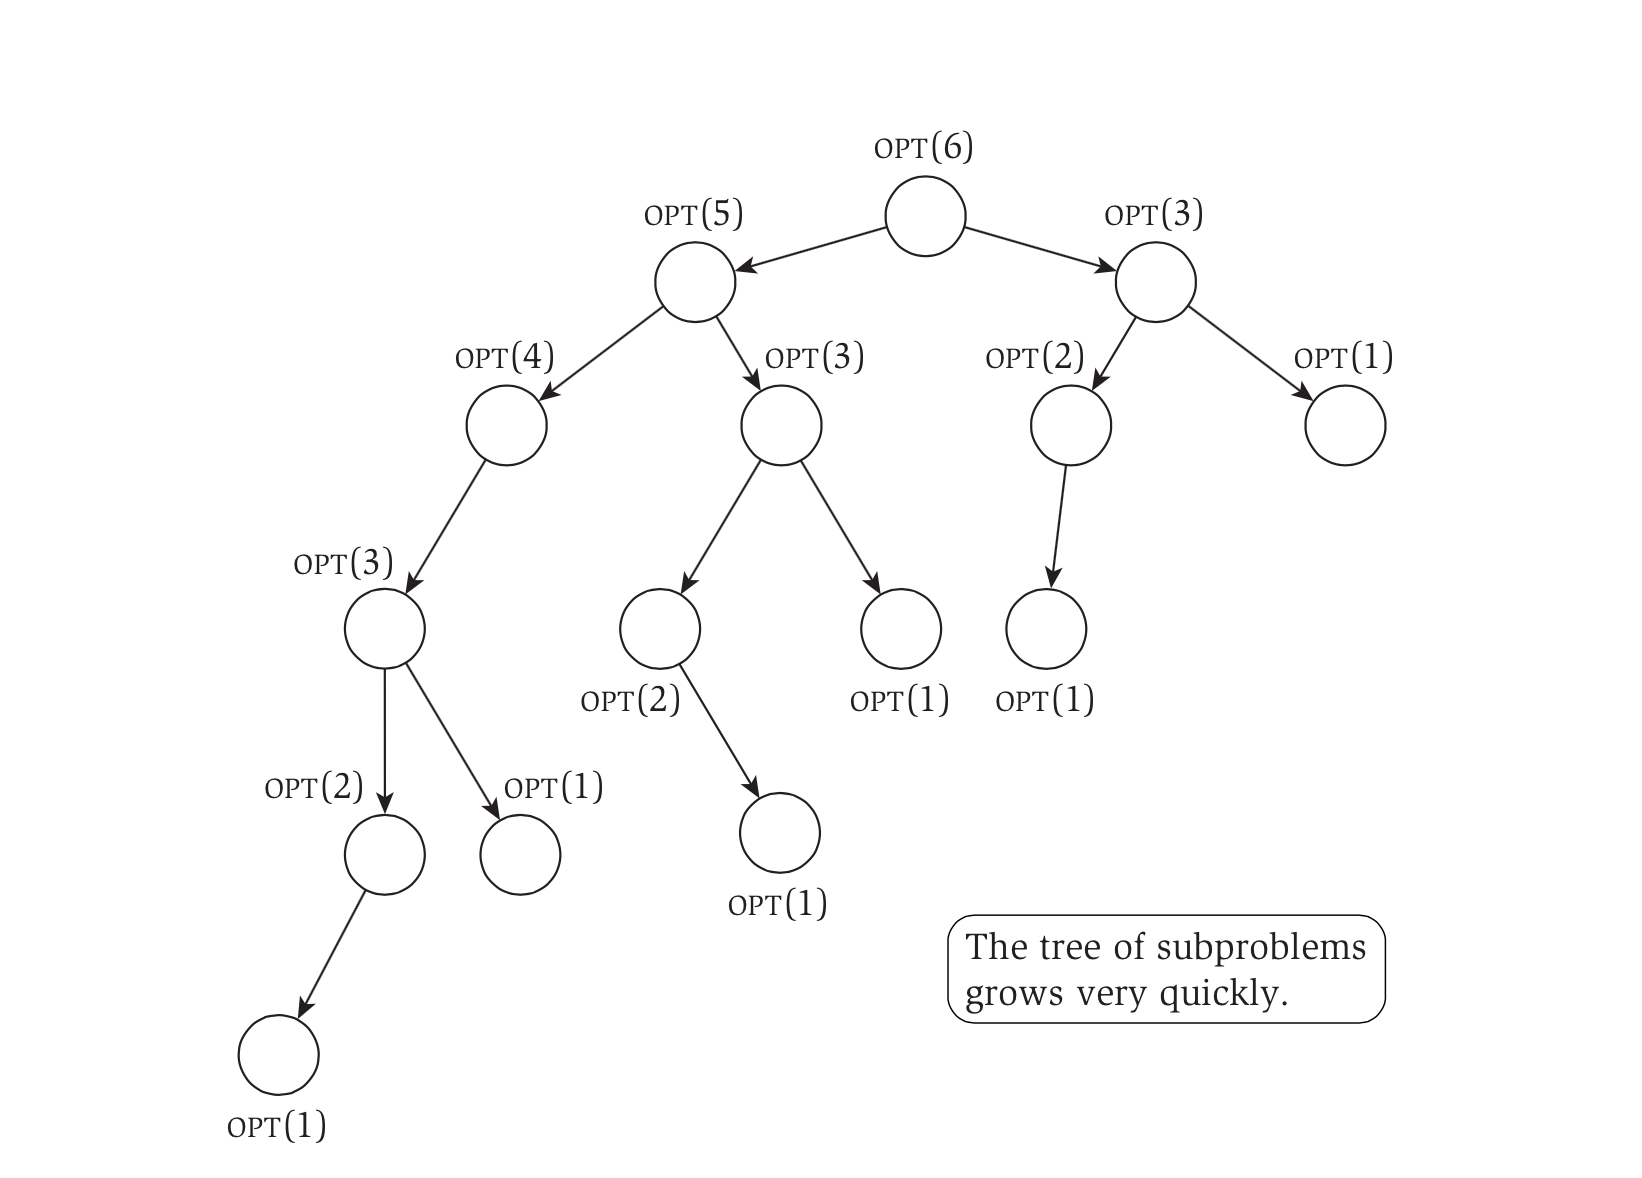 OPT(6)
OPT(5)
OPT(3)
OPT(4)
OPT(3)
OPT(2)
OPT(1)
OPT(3)
OPT(2)
OPT(1)
OPT(1)
OPT(2)
OPT(1)
OPT(1)
The tree of subproblems
grows very quickly.
OPT(1)